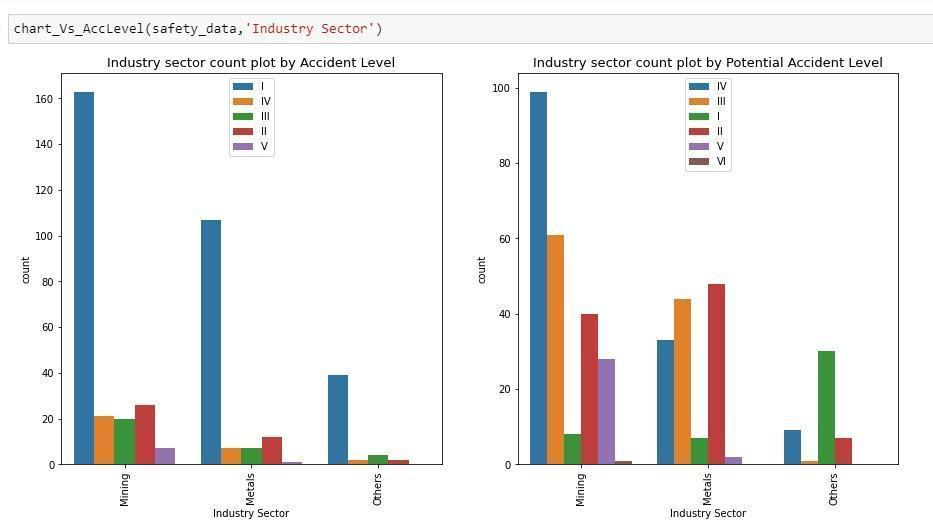 chart_Vs_AccLevel(safety_data,'Industry Sector')
Industry sector count plot by Accident Level
I
IV
III
II
V
160
140
120
100
80
60
40
20
0
count
Mining
Metals
Others
Industry Sector
Industry sector count plot by Potential Accident Level
IV
III
I
II
V
VI
100
80
60
40
20
0
count
Mining
Metals
Others
Industry Sector